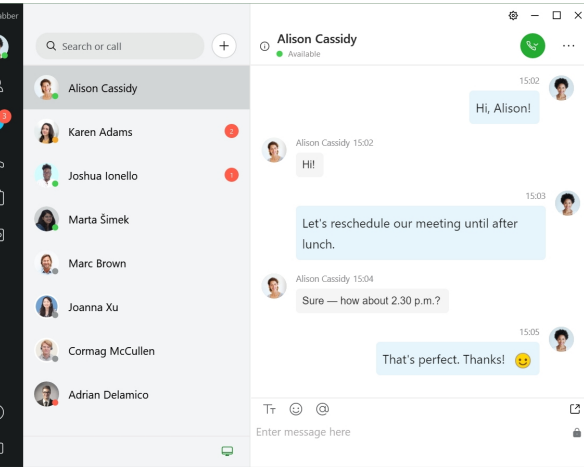 abber
Search or call
3
Alison Cassidy
Karen Adams
2
Joshua Ionello
1
Marta Šimek
Marc Brown
Joanna Xu
Cormag McCullen
Adrian Delamico
Alison Cassidy
Available
15:02
Hi, Alison!
Alison Cassidy 15:02
Hi!
15:03
Let's reschedule our meeting until after
lunch.
Alison Cassidy 15:04
Sure — how about 2.30 p.m.?
15:05
That's perfect. Thanks!
Enter message here